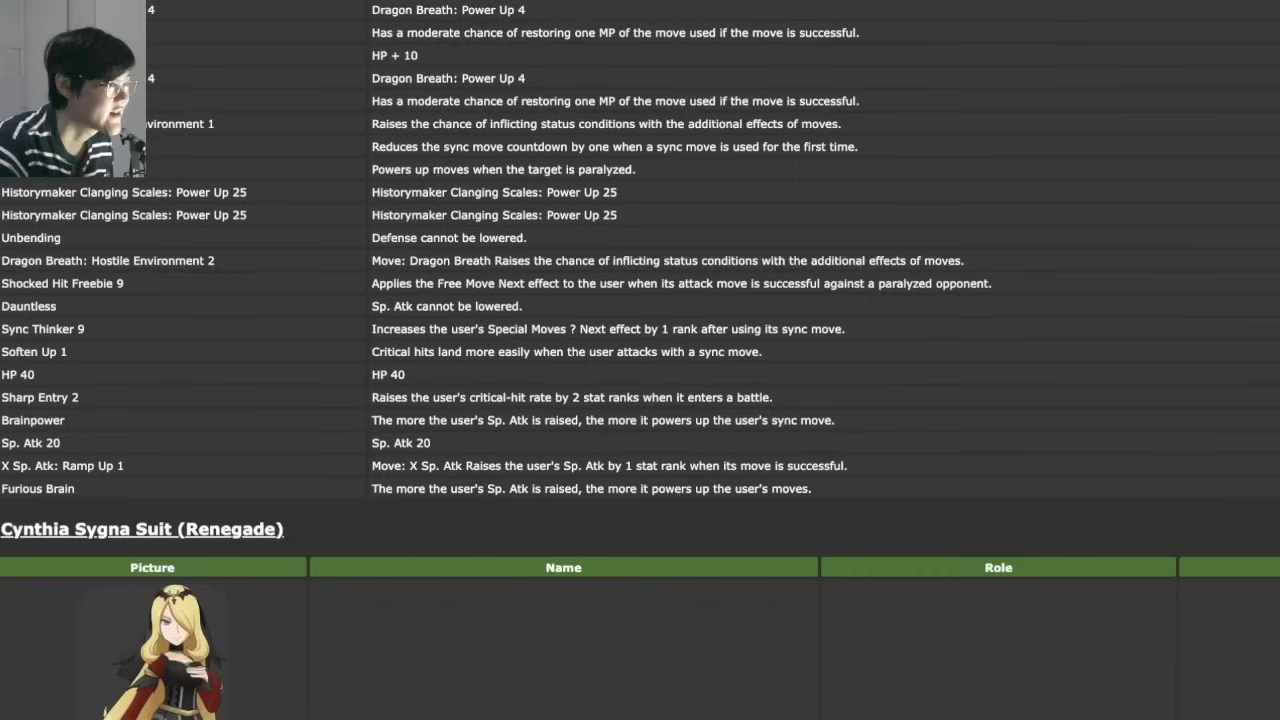 4 Dragon Breath: Power Up 4
Has a moderate chance of restoring one MP of the move used if the move is successful.
HP + 10
4 Dragon Breath: Power Up 4
Has a moderate chance of restoring one MP of the move used if the move is successful.
vironment 1 Raises the chance of inflicting status conditions with the additional effects of moves.
Reduces the sync move countdown by one when a sync move is used for the first time.
Powers up moves when the target is paralyzed.
Historymaker Clanging Scales: Power Up 25 Historymaker Clanging Scales: Power Up 25
Historymaker Clanging Scales: Power Up 25 Historymaker Clanging Scales: Power Up 25
Unbending Defense cannot be lowered.
Dragon Breath: Hostile Environment 2 Move: Dragon Breath Raises the chance of inflicting status conditions with the additional effects of moves.
Shocked Hit Freebie 9 Applies the Free Move Next effect to the user when its attack move is successful against a paralyzed opponent.
Dauntless Sp. Atk cannot be lowered.
Sync Thinker 9 Increases the user's Special Moves ? Next effect by 1 rank after using its sync move.
Soften Up 1 Critical hits land more easily when the user attacks with a sync move.
HP 40 HP 40
Sharp Entry 2 Raises the user's critical-hit rate by 2 stat ranks when it enters a battle.
Brainpower The more the user's Sp. Atk is raised, the more it powers up the user's sync move.
Sp. Atk 20 Sp. Atk 20
X Sp. Atk: Ramp Up 1 Move: X Sp. Atk Raises the user's Sp. Atk by 1 stat rank when its move is successful.
Furious Brain The more the user's Sp. Atk is raised, the more it powers up the user's moves.
Cynthia Sygna Suit (Renegade)
Picture Name Role